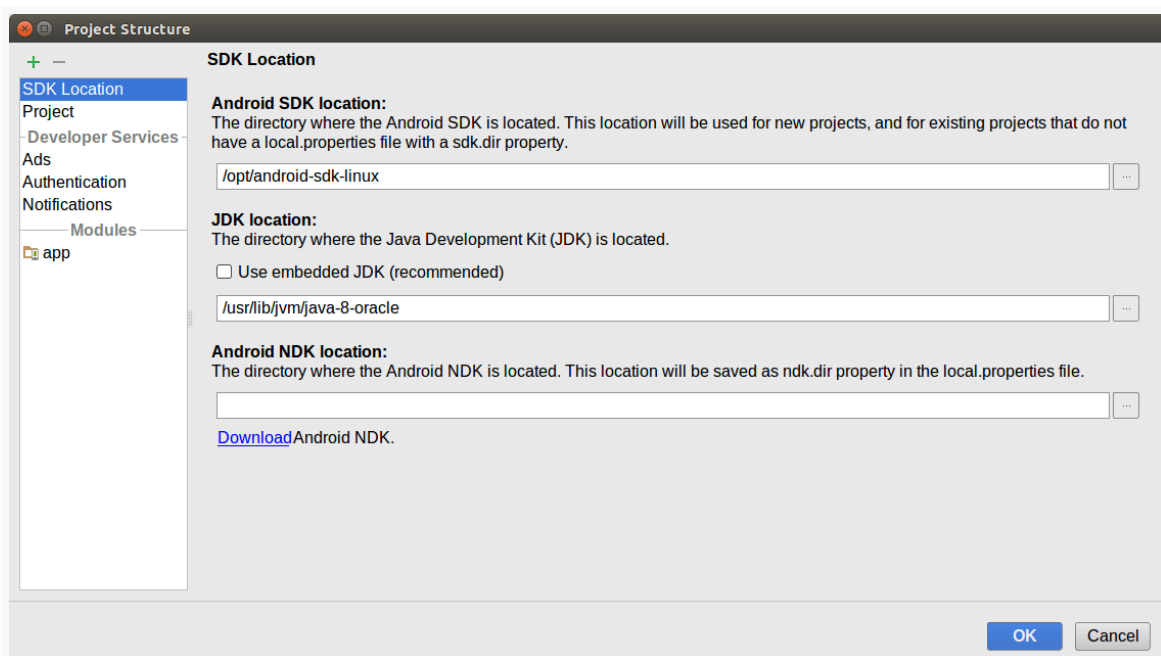 Project Structure
+ −
SDK Location
Project
Developer Services
Ads
Authentication
Notifications
Modules
app
SDK Location
Android SDK location:
The directory where the Android SDK is located. This location will be used for new projects, and for existing projects that do not
have a local.properties file with a sdk.dir property.
/opt/android-sdk-linux
...
JDK location:
The directory where the Java Development Kit (JDK) is located.
Use embedded JDK (recommended)
/usr/lib/jvm/java-8-oracle
...
Android NDK location:
The directory where the Android NDK is located. This location will be saved as ndk.dir property in the local.properties file.
...
Download Android NDK.
OK Cancel